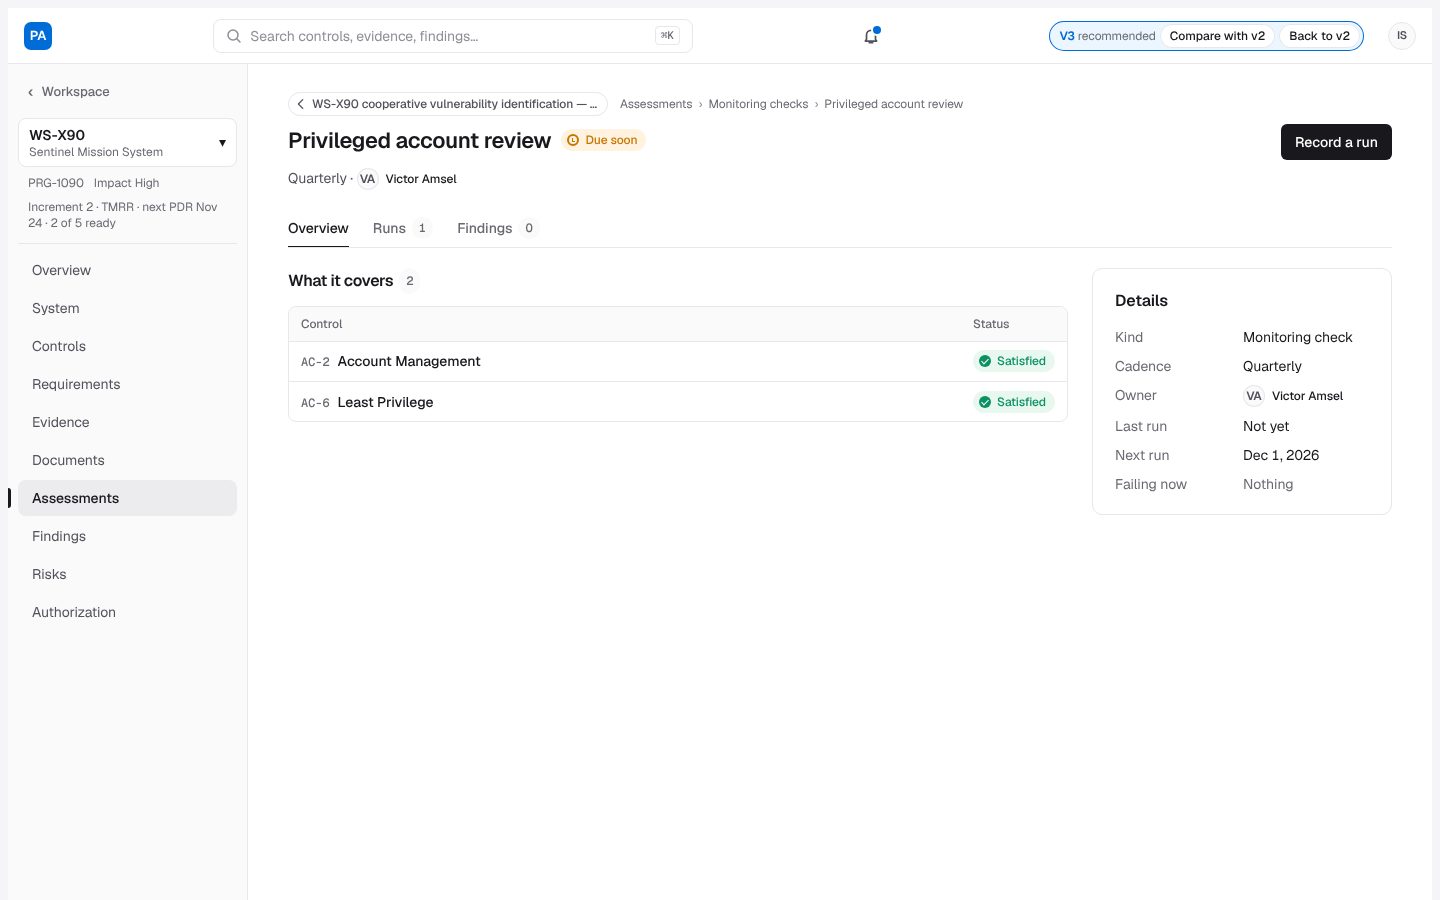 PA
Search controls, evidence, findings...
⌘K
V3 recommended
Compare with v2
Back to v2
IS
‹ Workspace
WS-X90
Sentinel Mission System
▼
PRG-1090 Impact High
Increment 2 · TMRR · next PDR Nov
24 · 2 of 5 ready
Overview
System
Controls
Requirements
Evidence
Documents
Assessments
Findings
Risks
Authorization
WS-X90 cooperative vulnerability identification — ...
Assessments › Monitoring checks › Privileged account review
Privileged account review
Due soon
Record a run
Quarterly · VA Victor Amsel
Overview
Runs 1
Findings 0
What it covers 2
Control Status
AC-2 Account Management Satisfied
AC-6 Least Privilege Satisfied
Details
Kind Monitoring check
Cadence Quarterly
Owner VA Victor Amsel
Last run Not yet
Next run Dec 1, 2026
Failing now Nothing